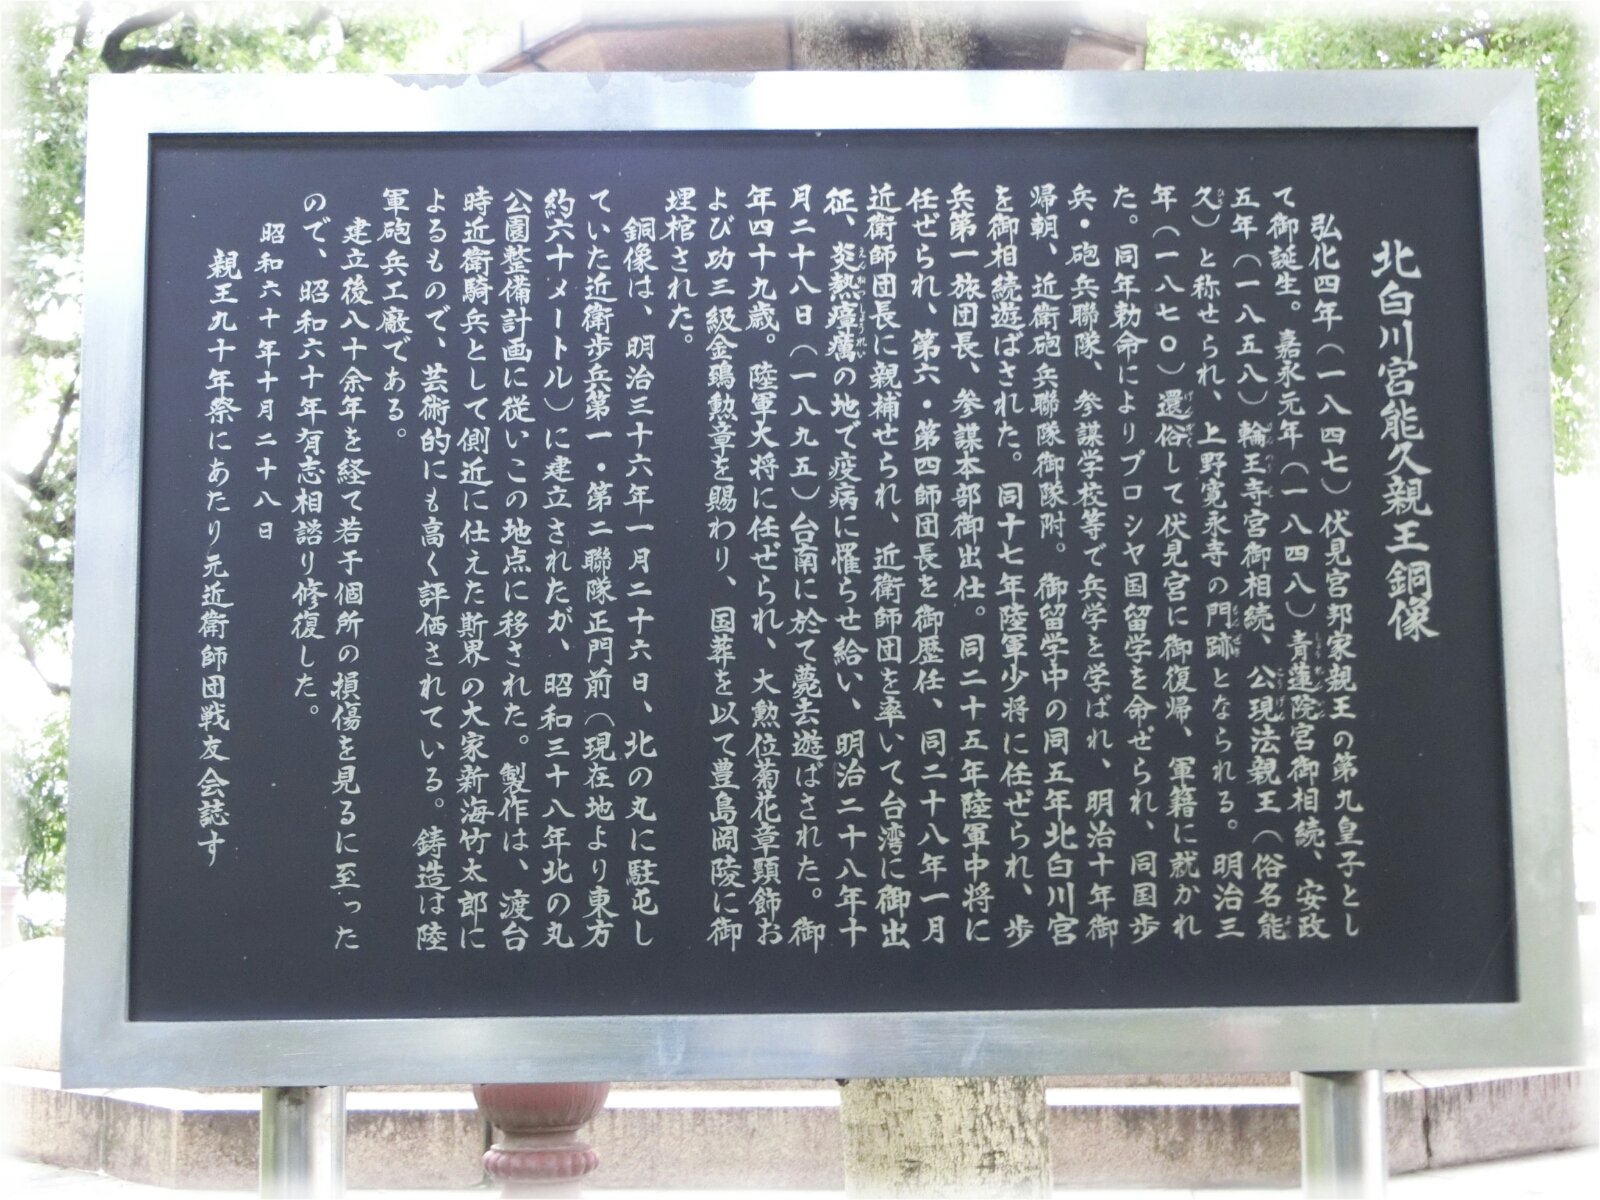 北白川宮能久親王銅像
弘化四年(一八四七)伏見宮邦家親王の第九皇子とし
て御誕生。嘉永元年(一八四八)青蓮院宮御相続、安政
五年(一八五八)輪王寺宮御相続、公現法親王(俗名能
久)と称せられ、上野寛永寺の門跡となられる。明治三
年(一八七〇)還俗して伏見宮に御復帰、軍籍に就かれ
た。同年勅命によりプロシヤ国留学を命ぜられ、同国歩
兵・砲兵聯隊、参謀学校等で兵学を学ばれ、明治十年御
帰朝、近衛砲兵聯隊御隊附。御留学中の同五年北白川宮
を御相続遊ばされた。同十七年陸軍少将に任ぜられ、歩
兵第一旅団長、参謀本部御出仕。同二十五年陸軍中将に
任ぜられ、第六・第四師団長を御歴任、同二十八年一月
近衛師団長に親補せられ、近衛師団を率いて台湾に御出
征、炎熱瘴癘の地で疫病に罹らせ給い、明治二十八年十
月二十八日(一八九五)台南に於て薨去遊ばされた。御
年四十九歳。陸軍大将に任ぜられ、大勲位菊花章頸飾お
よび功三級金鵄勲章を賜わり、国葬を以て豊島岡陵に御
埋棺された。
銅像は、明治三十六年一月二十六日、北の丸に駐屯し
ていた近衛歩兵第一・第二聯隊正門前(現在地より東方
約六十メートル)に建立されたが、昭和三十八年北の丸
公園整備計画に従いこの地点に移された。製作は、渡台
時近衛騎兵として側近に仕えた斯界の大家新海竹太郎に
よるもので、芸術的にも高く評価されている。鋳造は陸
軍砲兵工廠である。
建立後八十余年を経て若干個所の損傷を見るに至った
ので、昭和六十年有志相諮り修復した。
昭和六十年十月二十八日
親王九十年祭にあたり元近衛師団戦友会誌す